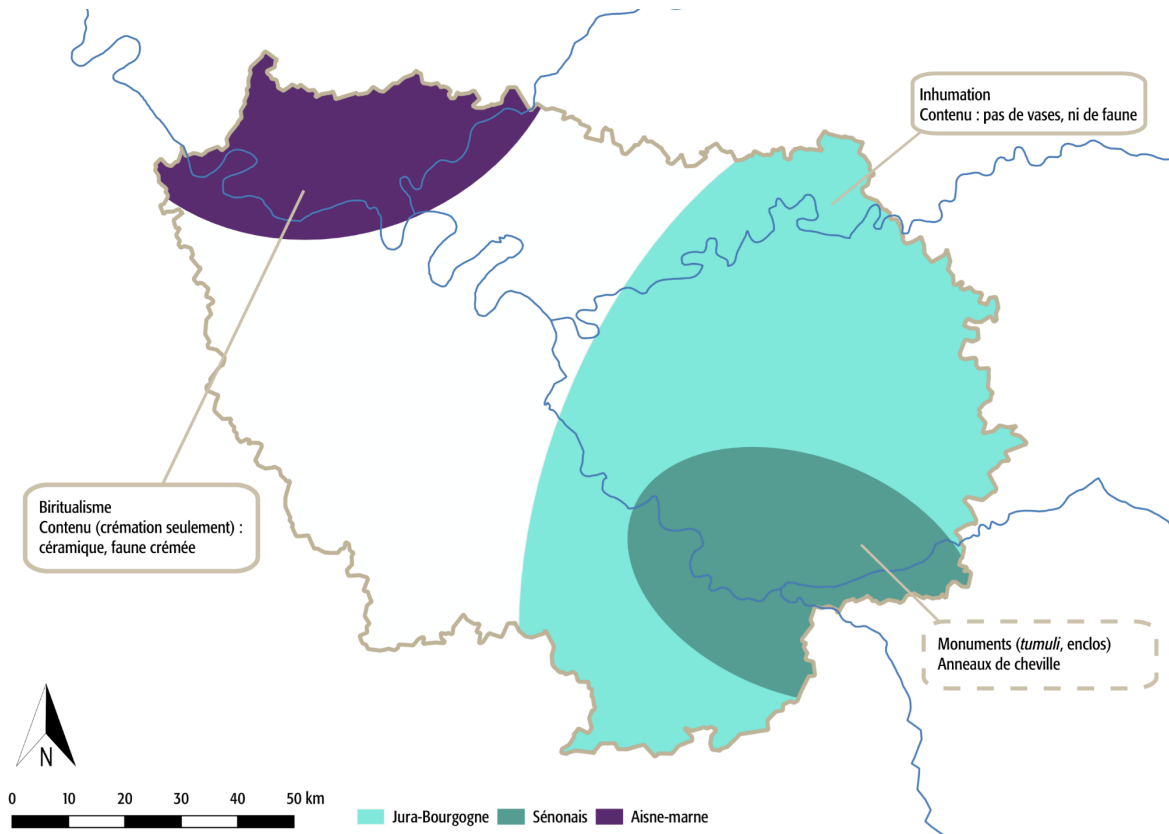 Inhumation
Contenu : pas de vases, ni de faune
Biritualisme
Contenu (crémation seulement) :
céramique, faune crémée
Monuments (tumuli, enclos)
Anneaux de cheville
N
0 10 20 30 40 50 km
Jura-Bourgogne Sénonais Aisne-marne